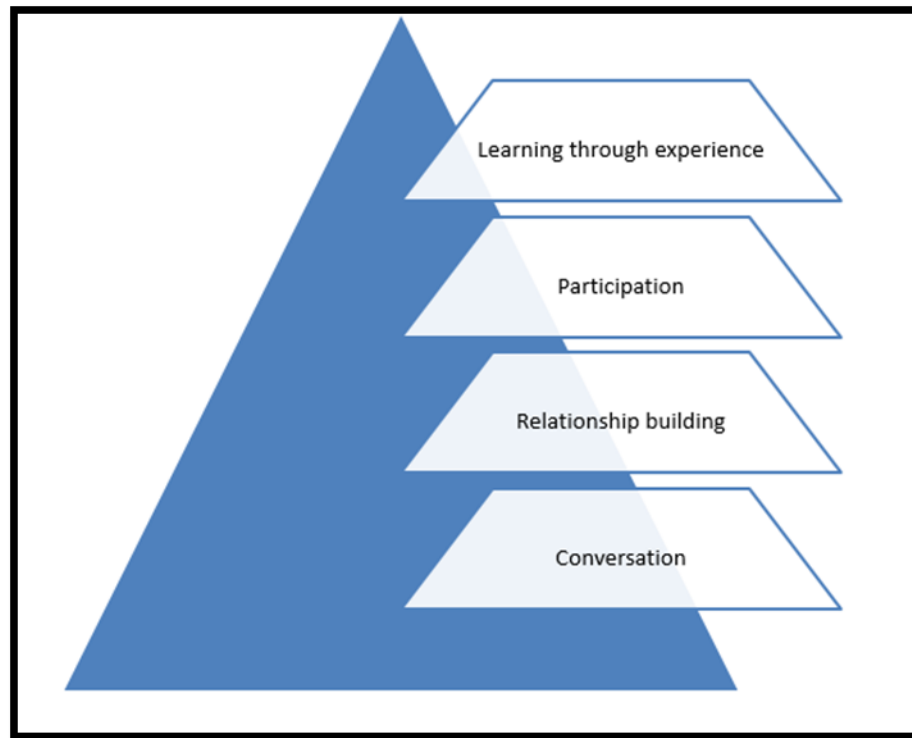 Learning through experience
Participation
Relationship building
Conversation